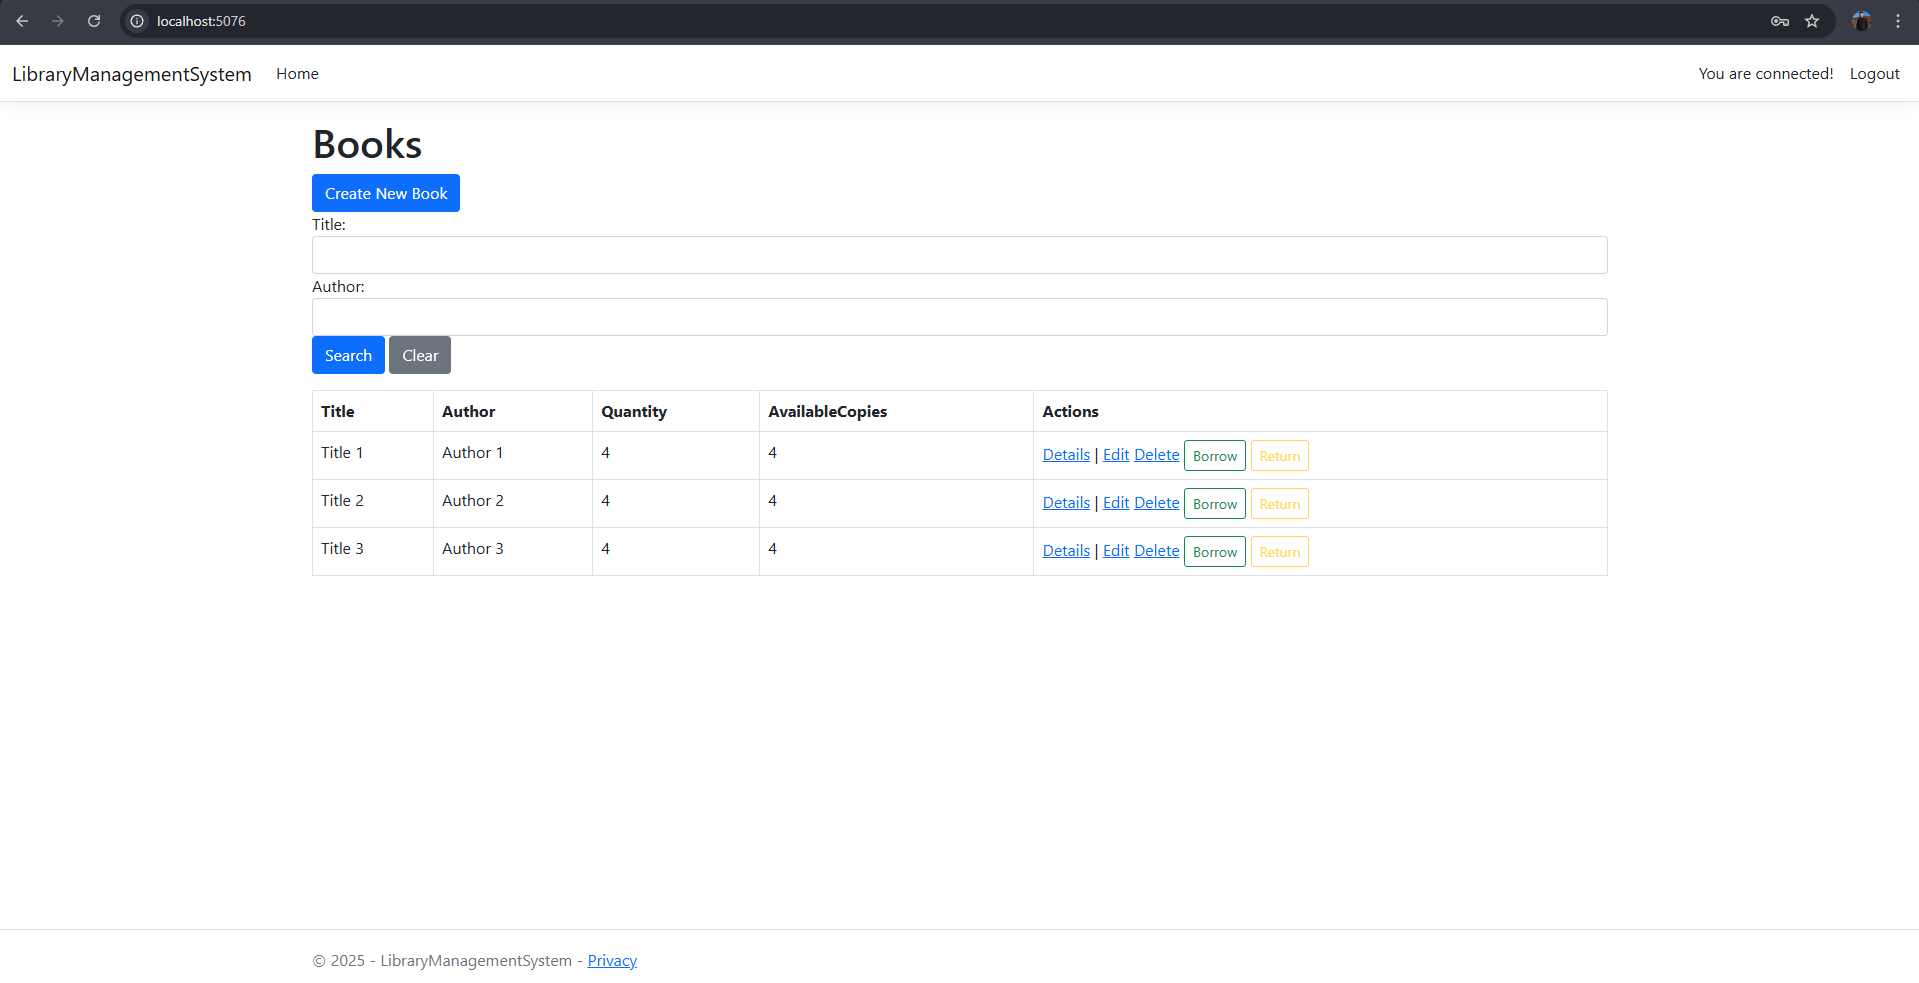 localhost:5076
LibraryManagementSystem Home You are connected! Logout
Books
Create New Book
Title:
Author:
Search Clear
Title Author Quantity AvailableCopies Actions
Title 1 Author 1 4 4 Details | Edit Delete Borrow Return
Title 2 Author 2 4 4 Details | Edit Delete Borrow Return
Title 3 Author 3 4 4 Details | Edit Delete Borrow Return
© 2025 - LibraryManagementSystem - Privacy